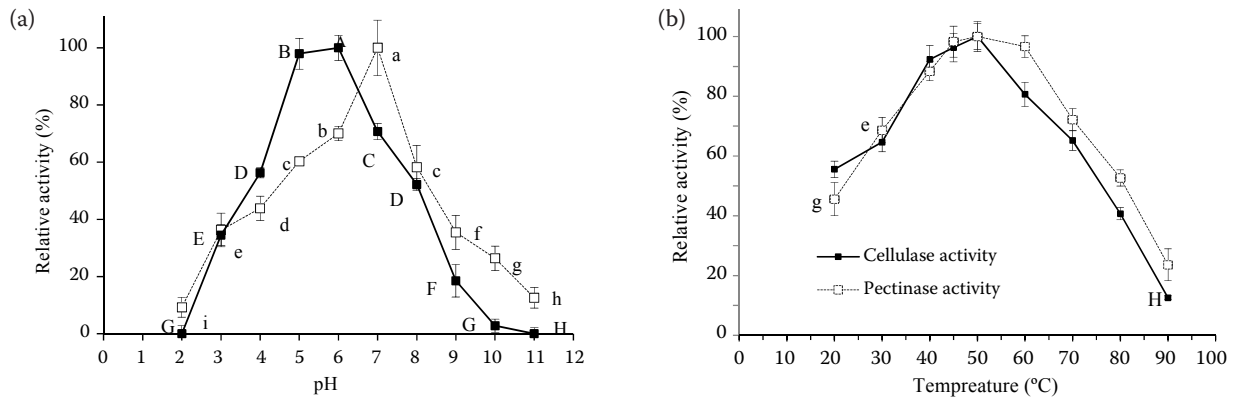 (a)
100
80
60
40
20
0
Relative activity (%)
A
B
a
b
C
D
c
c
D
d
E
e
f
g
F
h
G
i
G
H
0 1 2 3 4 5 6 7 8 9 10 11 12
pH
(b)
100
80
60
40
20
0
Relative activity (%)
e
g
Cellulase activity
Pectinase activity
H
0 10 20 30 40 50 60 70 80 90 100
Tempreature (ºC)